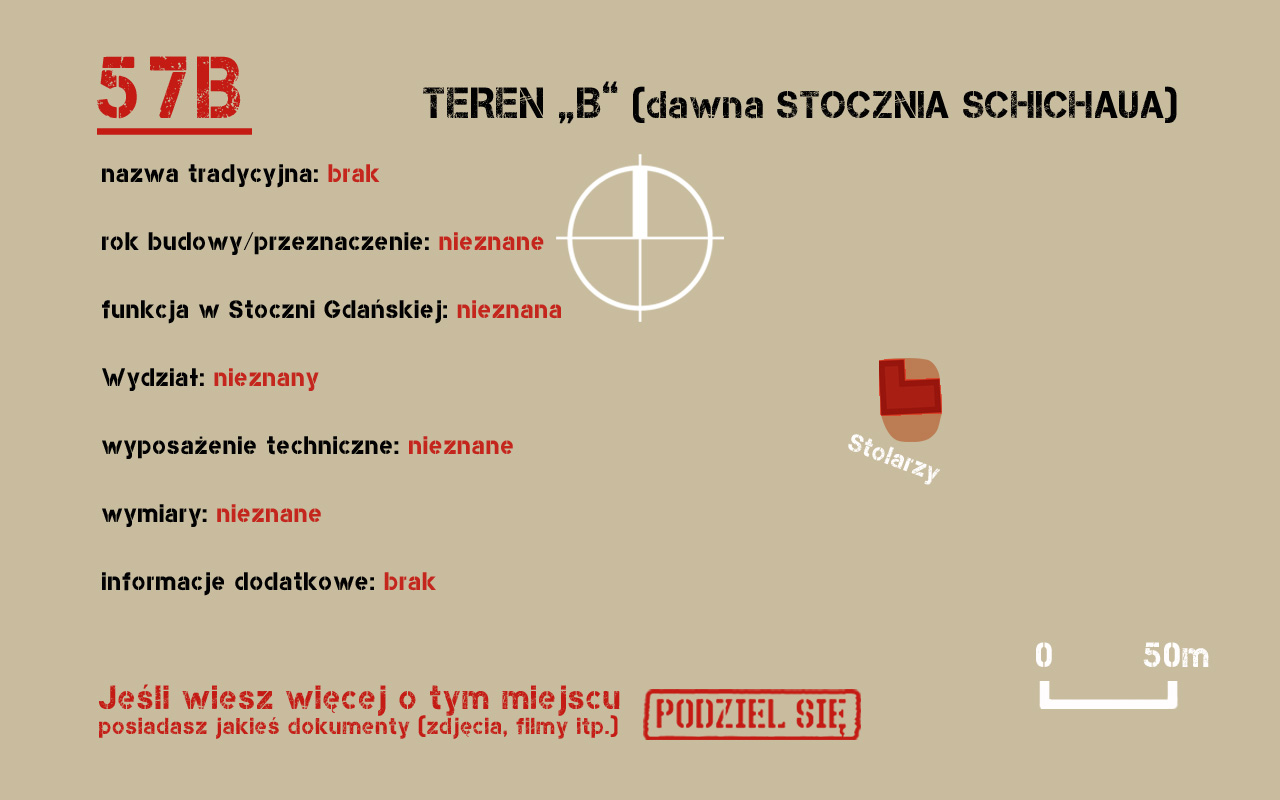 57B
TEREN „B“ (dawna STOCZNIA SCHICHAUA)
nazwa tradycyjna: brak
rok budowy/przeznaczenie: nieznane
funkcja w Stoczni Gdańskiej: nieznana
Wydział: nieznany
wyposażenie techniczne: nieznane
wymiary: nieznane
informacje dodatkowe: brak
Stolarzy
0 50m
Jeśli wiesz więcej o tym miejscu
posiadasz jakieś dokumenty (zdjęcia, filmy itp.)
PODZIEL SIĘ